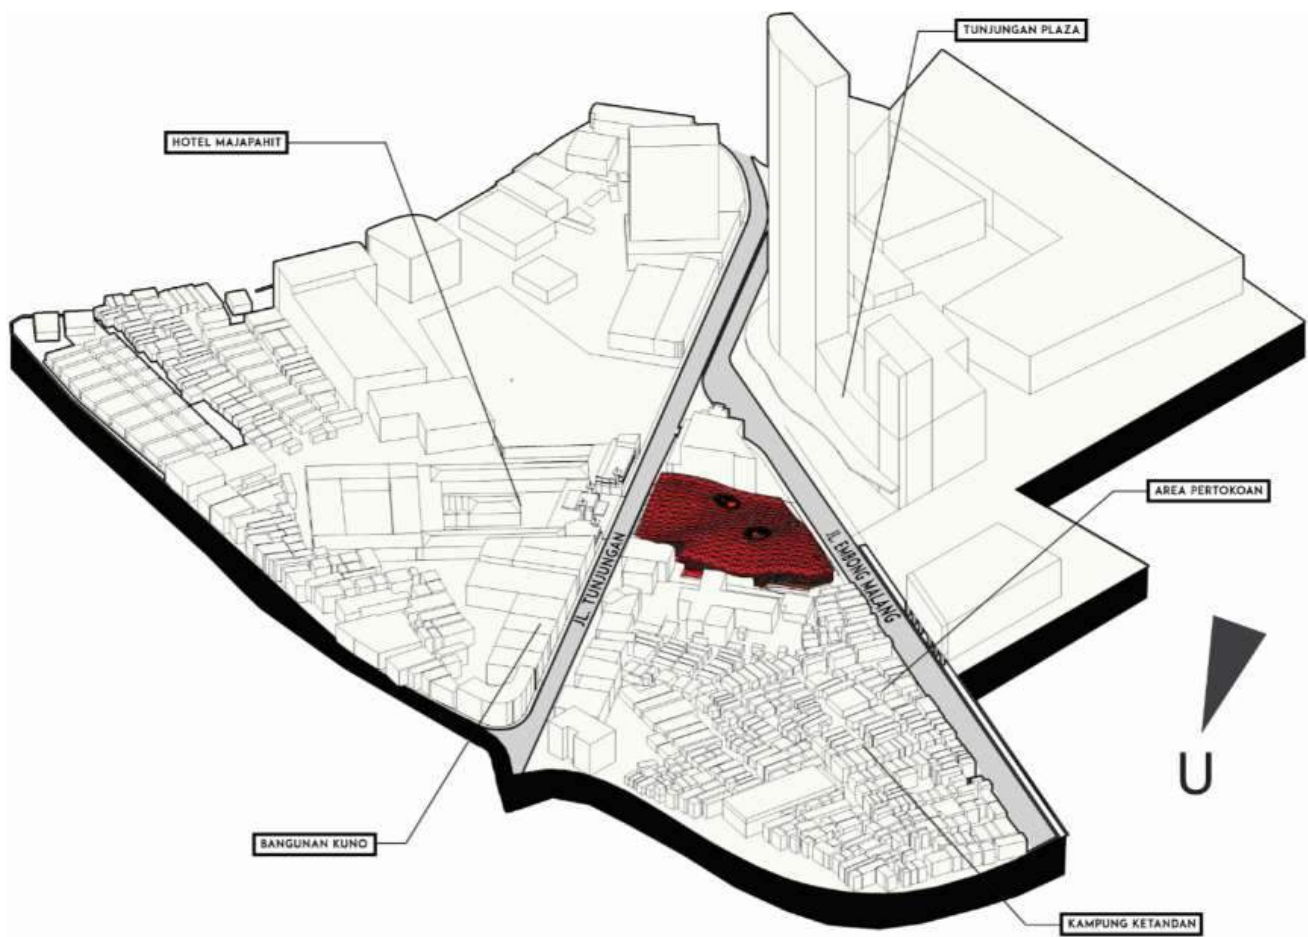 TUNJUNGAN PLAZA
HOTEL MAJAPAHIT
AREA PERTOKOAN
JL. TUNJUNGAN
JL. EMBONG MALANG
U
BANGUNAN KUNO
KAMPUNG KETANDAN